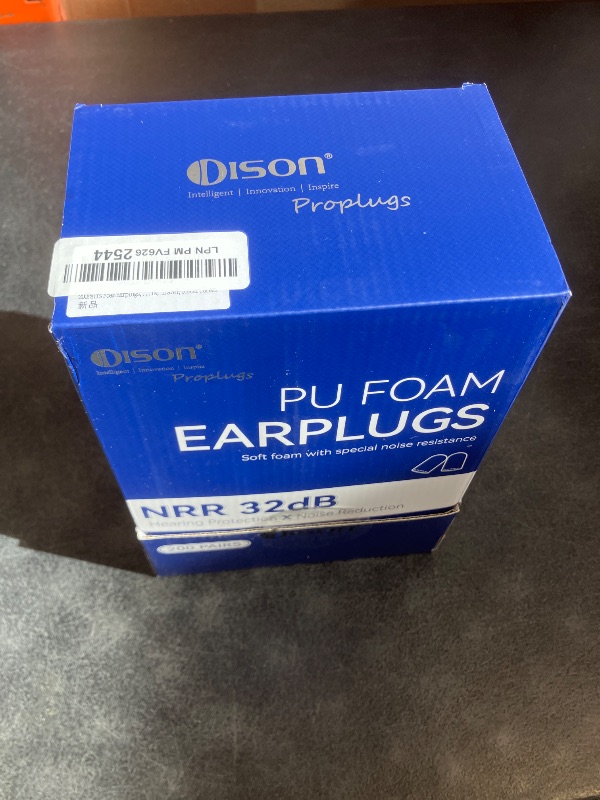 DISON®
Intelligent | Innovation | Inspire
Proplugs
LPN PM FV626 2544
新品
DISON®
Intelligent | Innovation | Inspire
Proplugs
PU FOAM
EARPLUGS
Soft foam with special noise resistance
NRR 32dB
Hearing Protection X Noise Reduction
200 PAIRS